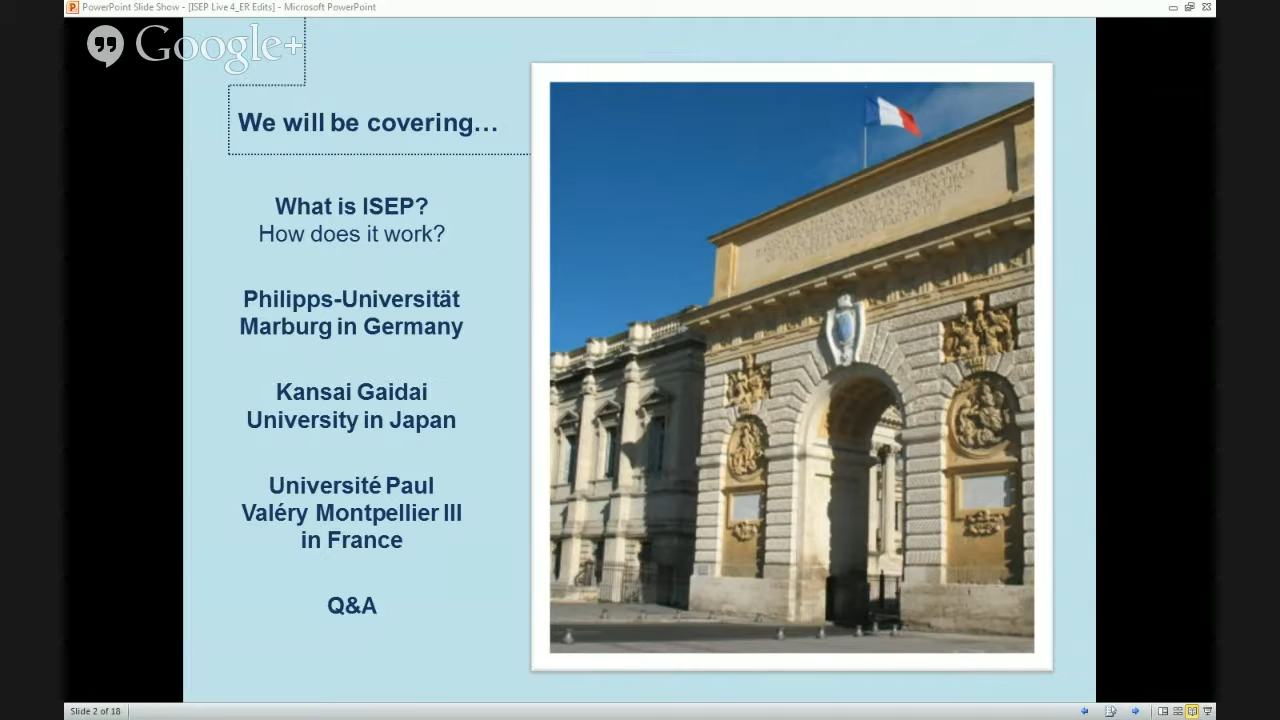 PowerPoint Slide Show - [ISEP Live 4_ER Edits] - Microsoft PowerPoint
Google+
We will be covering…
What is ISEP?
How does it work?
Philipps-Universität
Marburg in Germany
Kansai Gaidai
University in Japan
Université Paul
Valéry Montpellier III
in France
Q&A
Slide 2 of 18